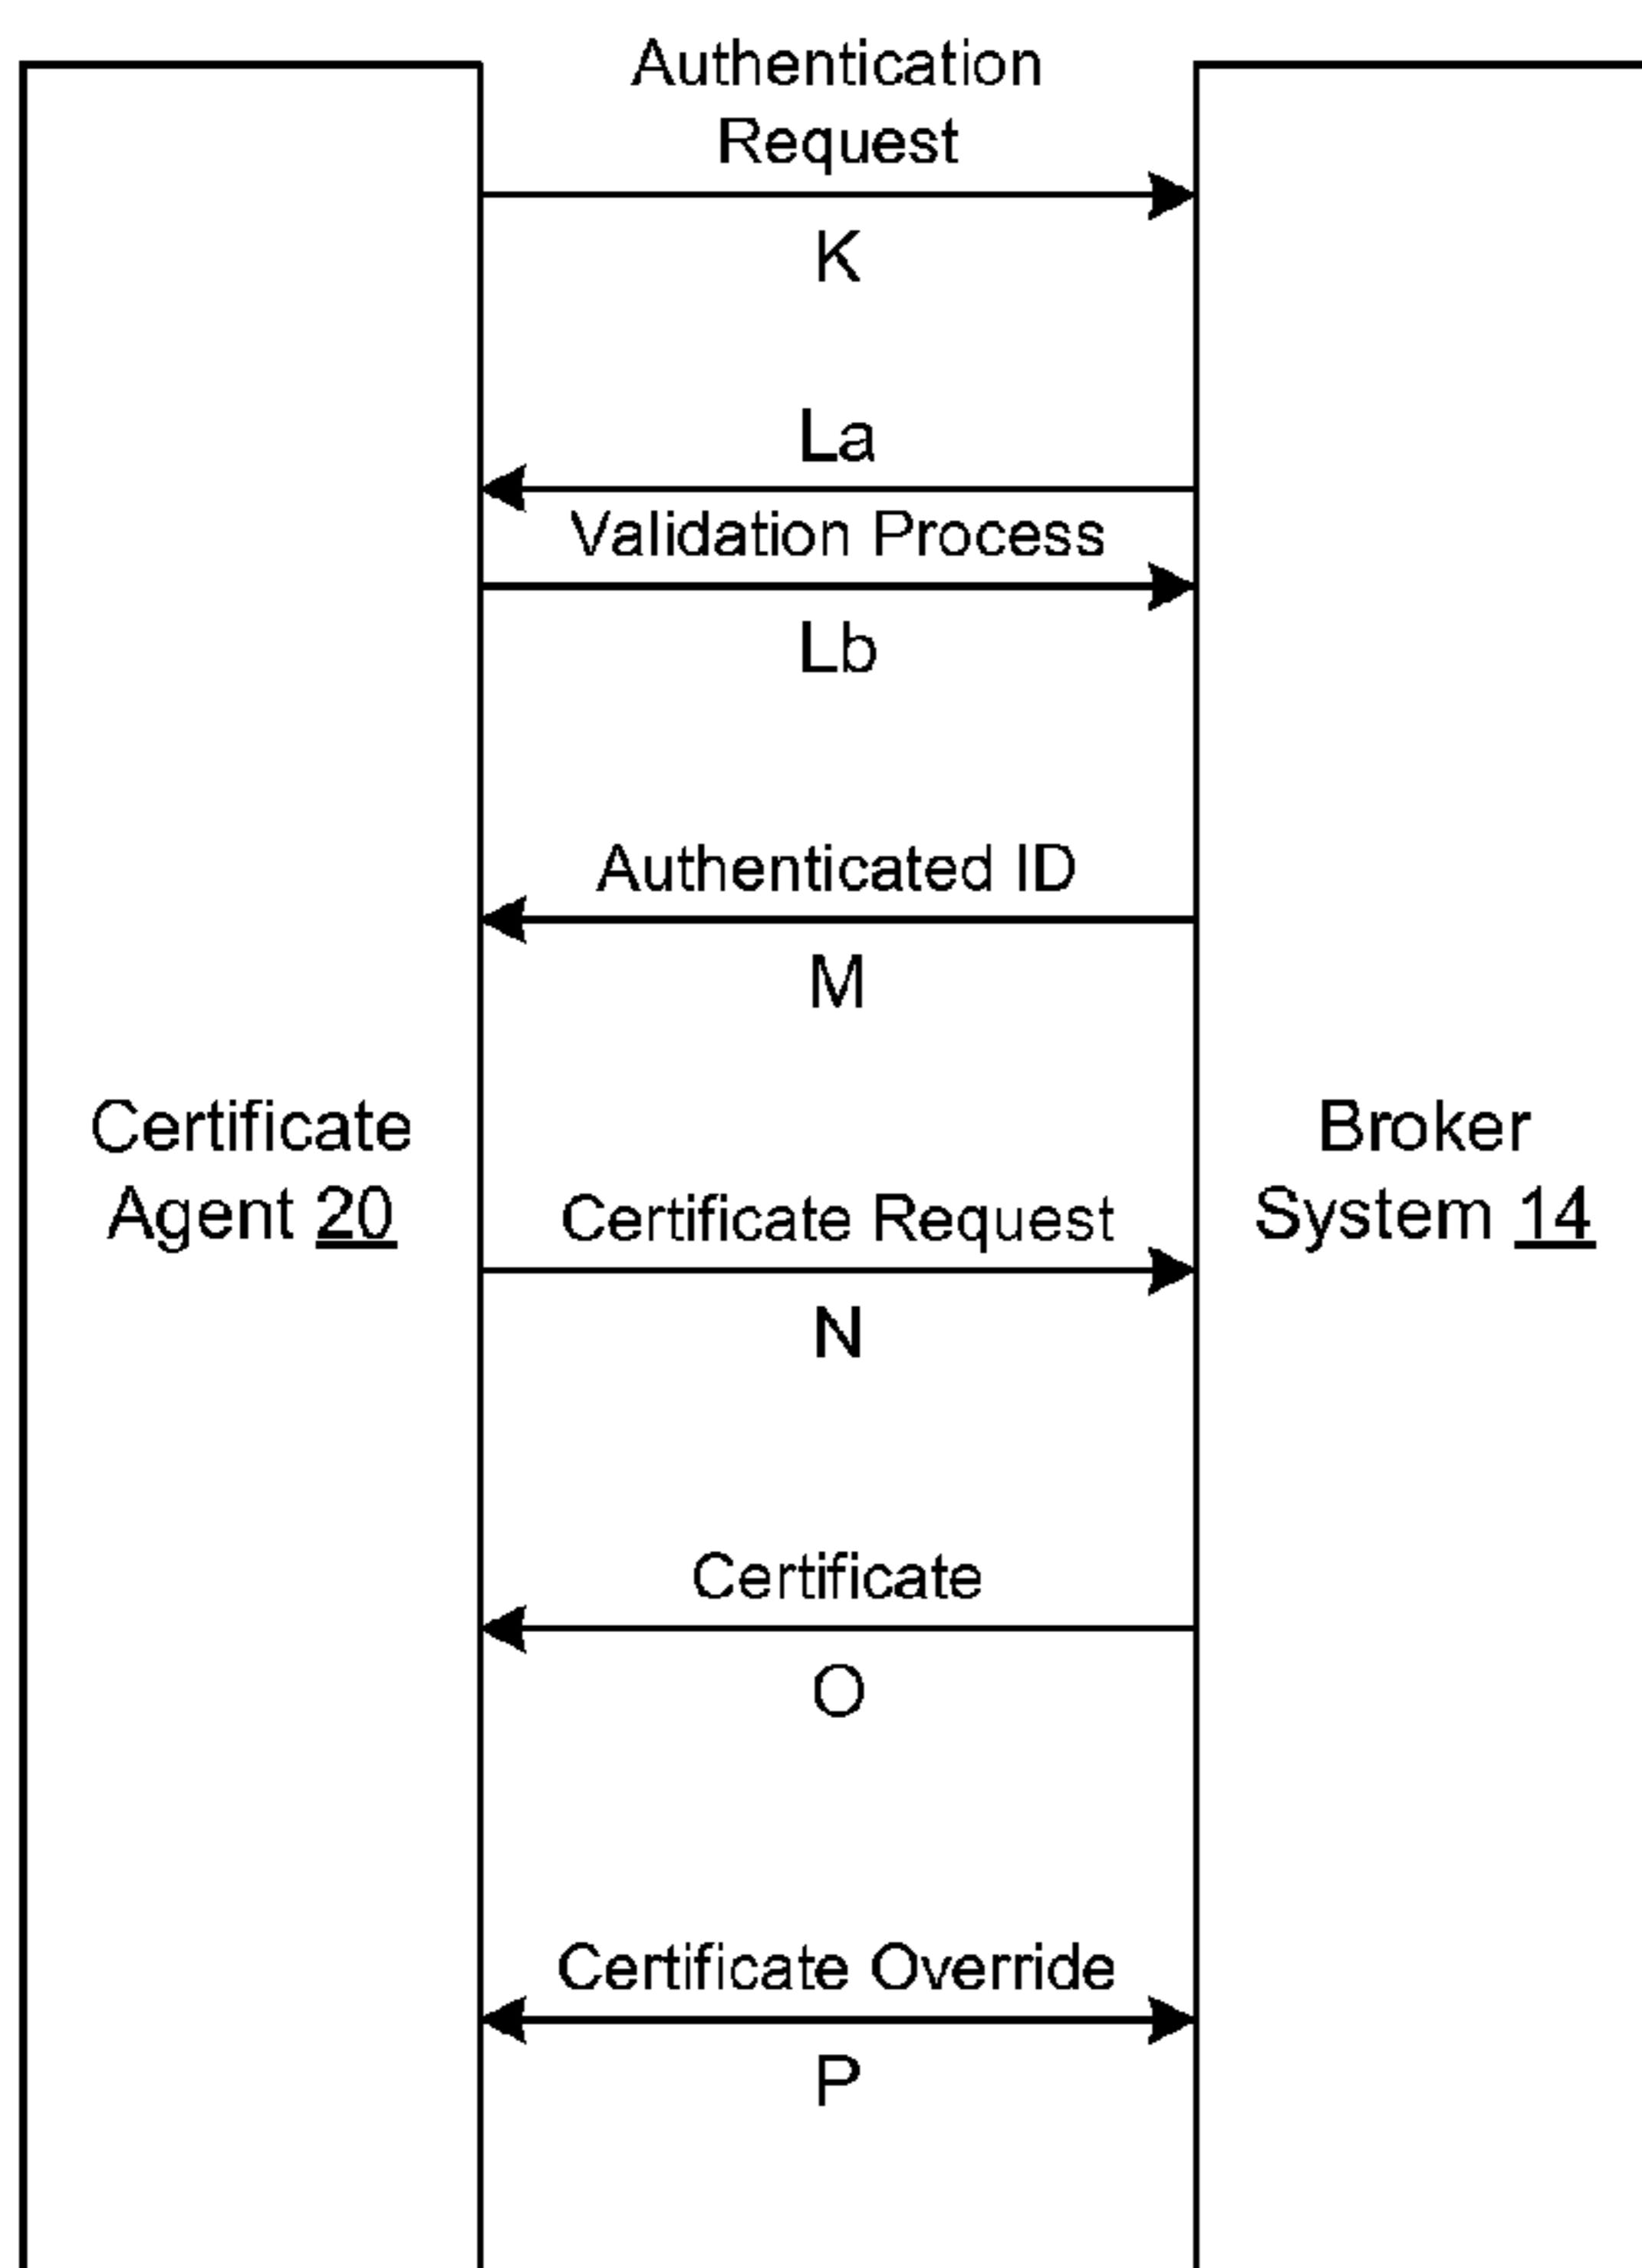 Authentication
Request
K
La
Validation Process
Lb
Authenticated ID
M
Certificate
Agent 20
Broker
System 14
Certificate Request
N
Certificate
O
Certificate Override
P